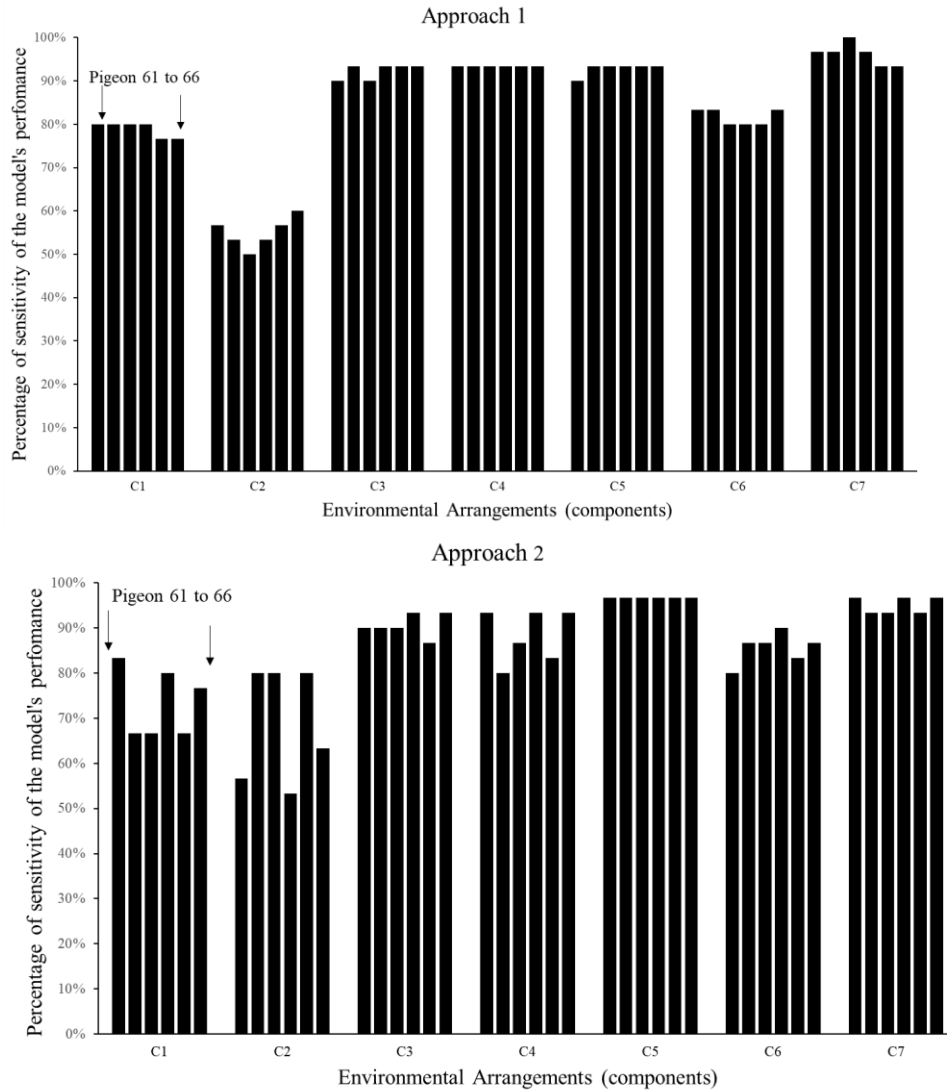 Approach 1
Percentage of sensitivity of the model's perfomance
100%
90%
80%
70%
60%
50%
40%
30%
20%
10%
0%
Pigeon 61 to 66
C1 C2 C3 C4 C5 C6 C7
Environmental Arrangements (components)
Approach 2
Percentage of sensitivity of the model's perfomance
100%
90%
80%
70%
60%
50%
40%
30%
20%
10%
0%
Pigeon 61 to 66
C1 C2 C3 C4 C5 C6 C7
Environmental Arrangements (components)